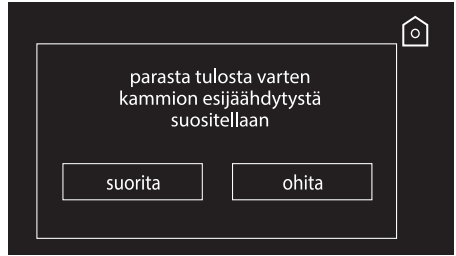 parasta tulosta varten
kammion esijäähdytystä
suositellaan
suorita
ohita